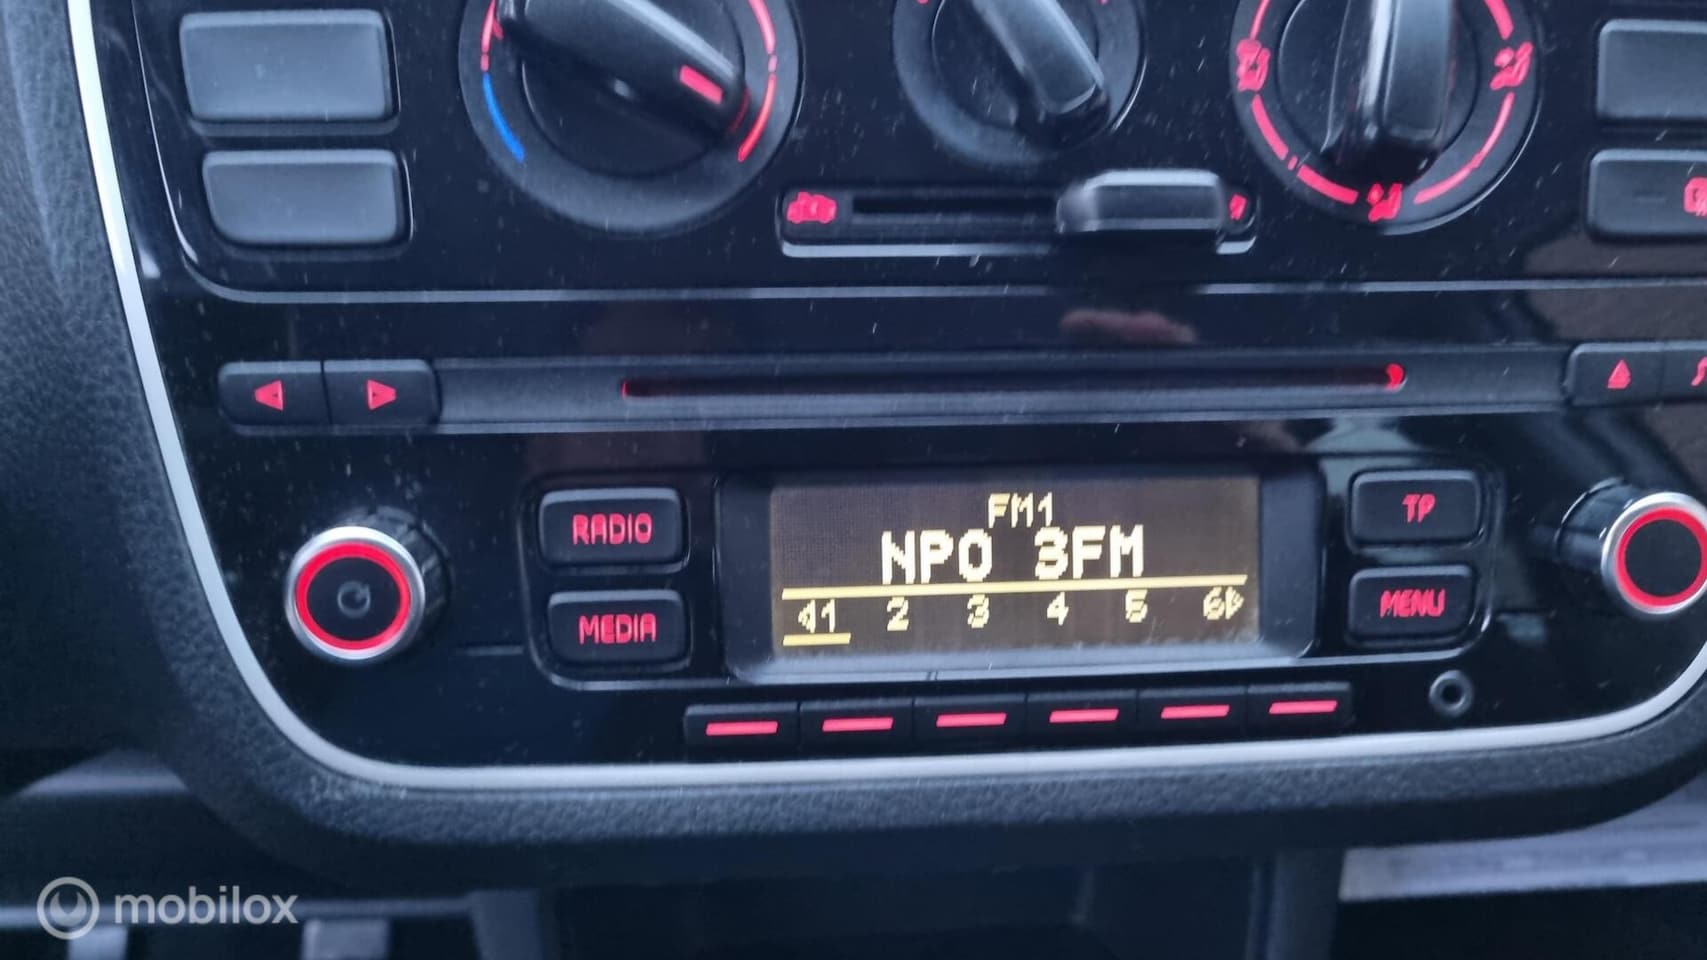 RADIO
MEDIA
FM1
NPO 3FM
1 2 3 4 5 6
TP
MENU
mobilox